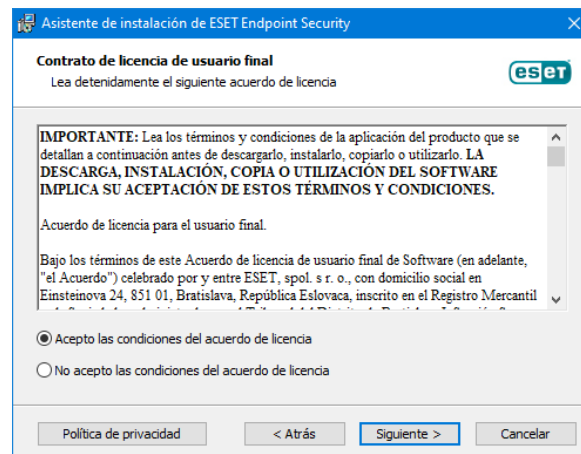 Asistente de instalación de ESET Endpoint Security
Contrato de licencia de usuario final
Lea detenidamente el siguiente acuerdo de licencia
eseT
IMPORTANTE: Lea los términos y condiciones de la aplicación del producto que se
detallan a continuación antes de descargarlo, instalarlo, copiarlo o utilizarlo. LA
DESCARGA, INSTALACIÓN, COPIA O UTILIZACIÓN DEL SOFTWARE
IMPLICA SU ACEPTACIÓN DE ESTOS TÉRMINOS Y CONDICIONES.
Acuerdo de licencia para el usuario final.
Bajo los términos de este Acuerdo de licencia de usuario final de Software (en adelante,
"el Acuerdo") celebrado por y entre ESET, spol. s r. o., con domicilio social en
Einsteinova 24, 851 01, Bratislava, República Eslovaca, inscrito en el Registro Mercantil
Acepto las condiciones del acuerdo de licencia
No acepto las condiciones del acuerdo de licencia
Política de privacidad
< Atrás
Siguiente >
Cancelar